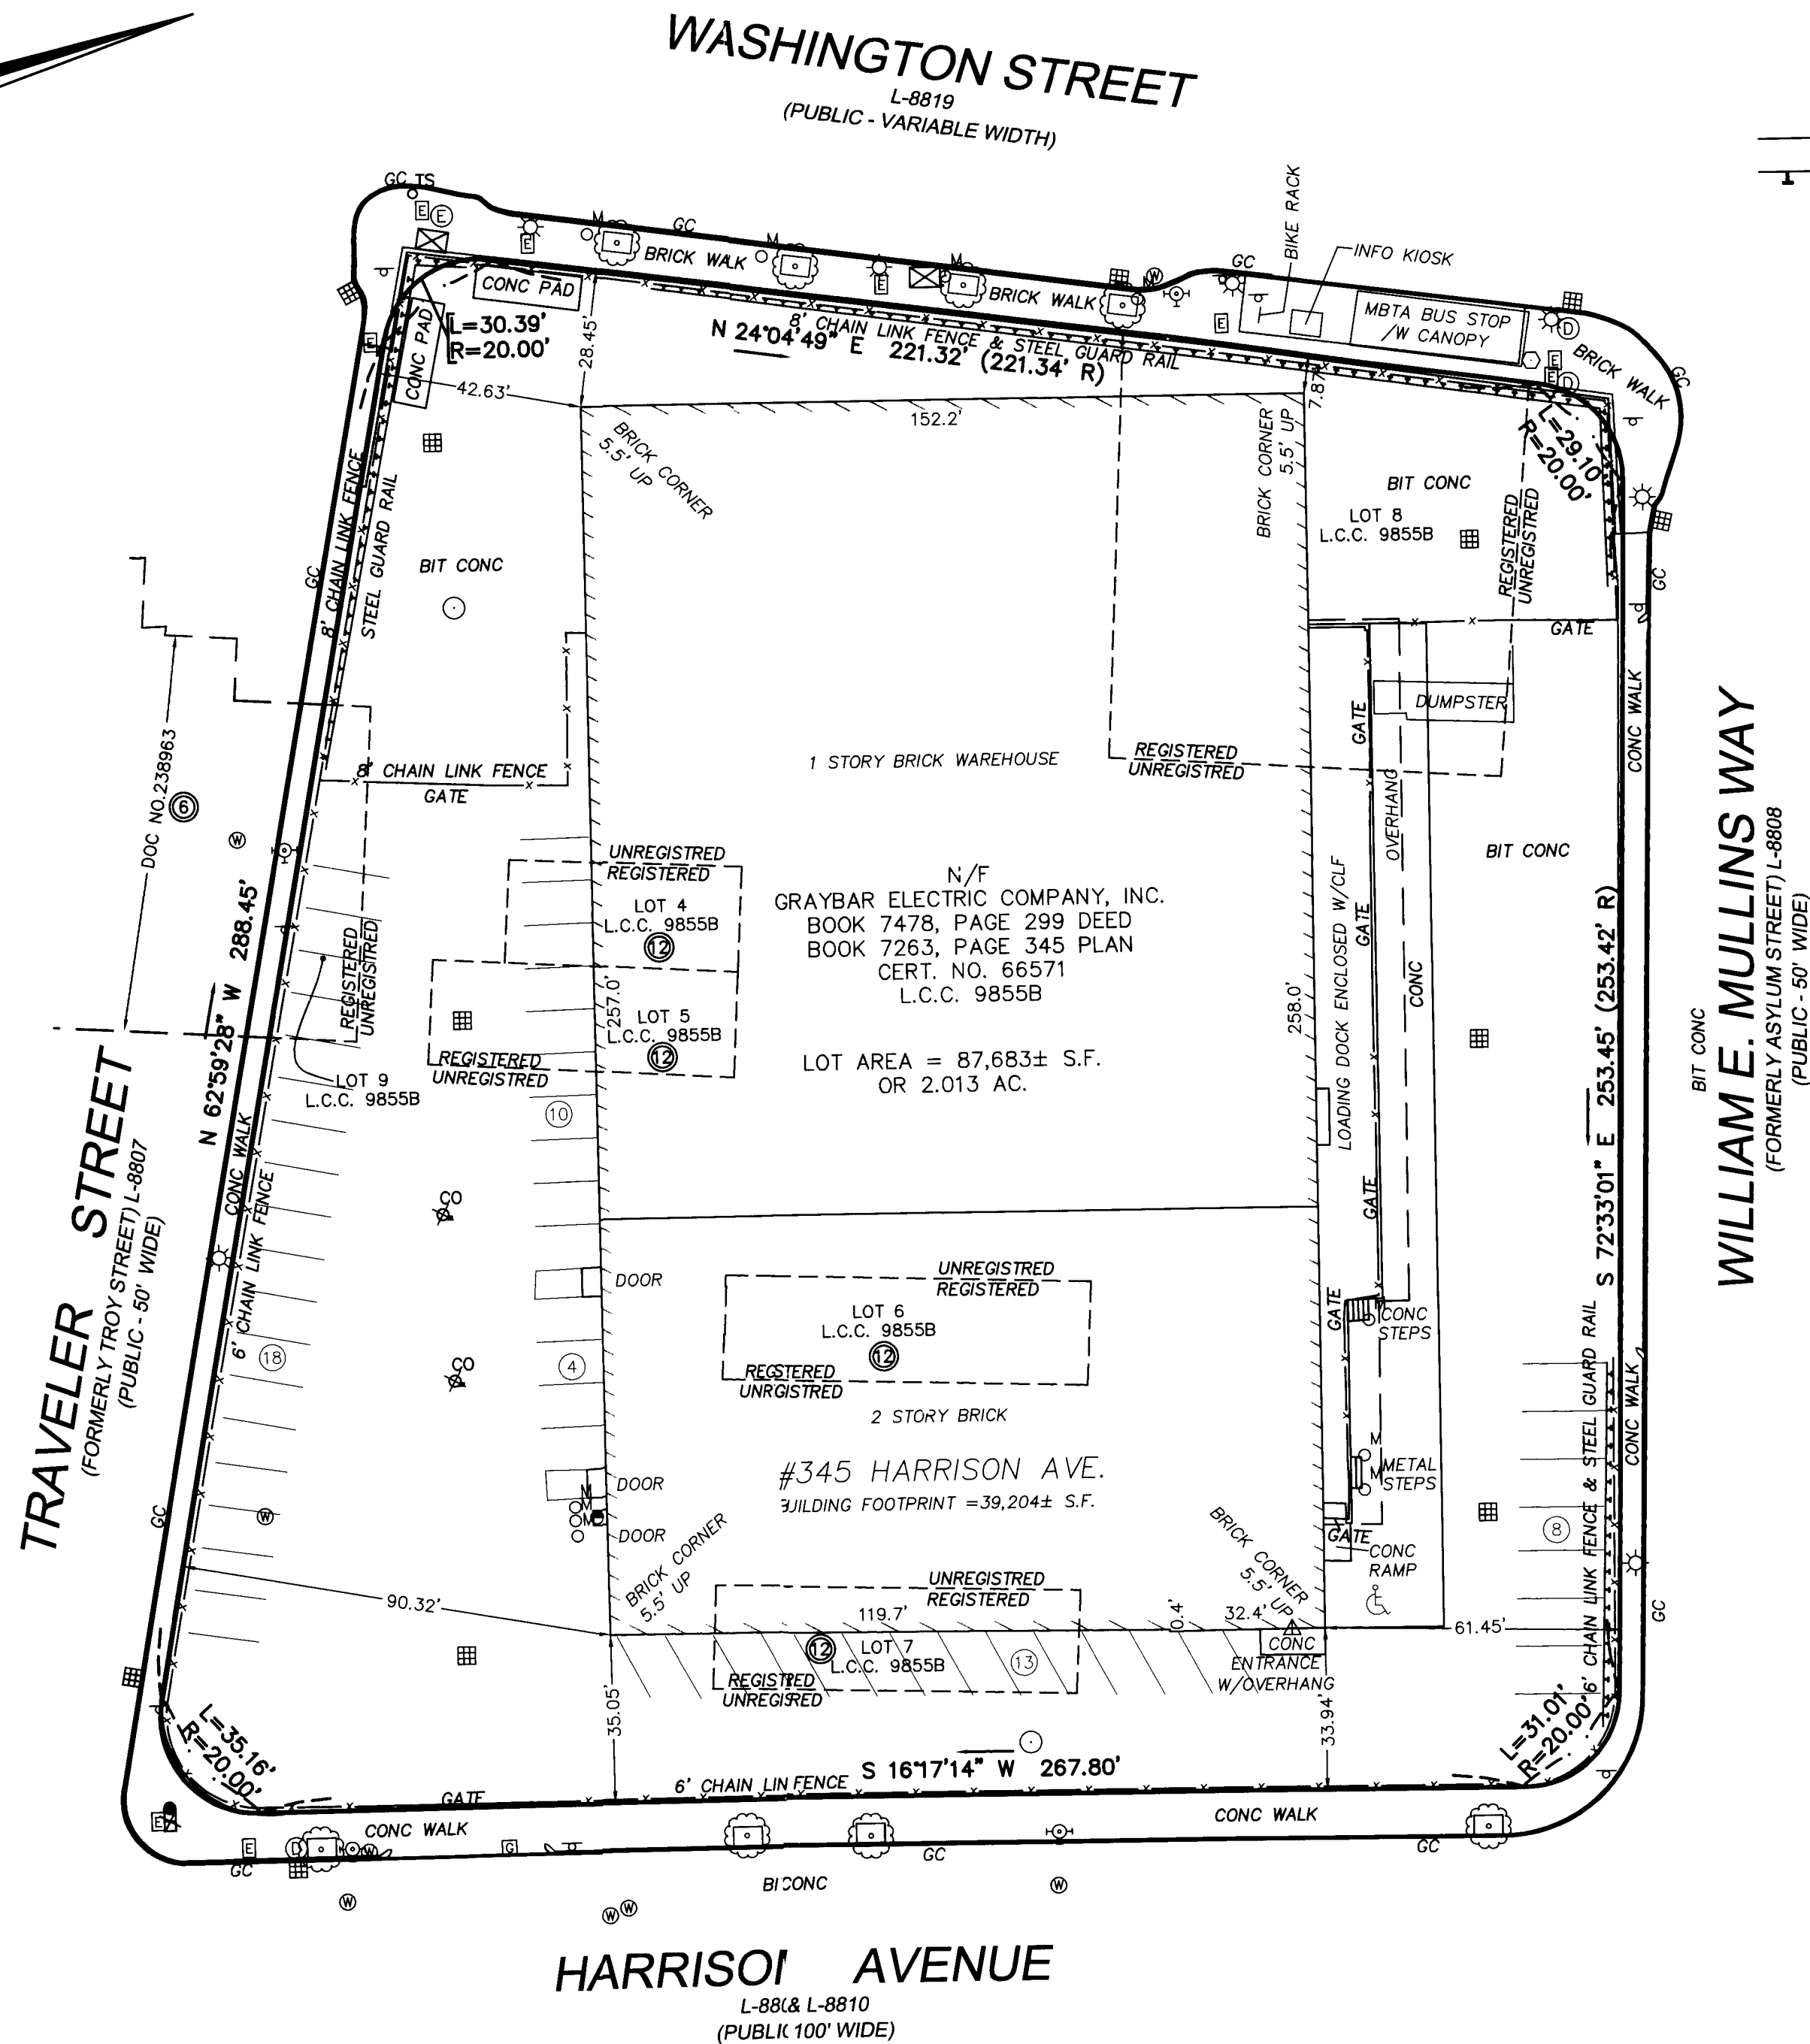 WASHINGTON STREET
L-8819
(PUBLIC - VARIABLE WIDTH)
GC TS
E E
E
M
GC
BRICK WALK
M
E
M
BRICK WALK
M
W
E
GC
BIKE RACK
INFO KIOSK
MBTA BUS STOP
/W CANOPY
D
E
E
D
BRICK WALK
GC
CONC PAD
CONC PAD
E
L=30.39'
R=20.00'
28.45'
42.63'
8' CHAIN LINK FENCE & STEEL GUARD RAIL
N 24°04'49" E 221.32' (221.34' R)
7.87'
152.2'
BRICK CORNER
5.5' UP
BRICK CORNER
5.5' UP
L=29.10'
R=20.00'
BIT CONC
LOT 8
L.C.C. 9855B
REGISTERED
UNREGISTRED
GC
8' CHAIN LINK FENCE
STEEL GUARD RAIL
GC
BIT CONC
GATE
CONC WALK
DUMPSTER
GATE
OVERHANG
1 STORY BRICK WAREHOUSE
REGISTERED
UNREGISTRED
8' CHAIN LINK FENCE
GATE
DOC NO.238963
6
W
BIT CONC
UNREGISTRED
REGISTERED
LOT 4
L.C.C. 9855B
12
N/F
GRAYBAR ELECTRIC COMPANY, INC.
BOOK 7478, PAGE 299 DEED
BOOK 7263, PAGE 345 PLAN
CERT. NO. 66571
L.C.C. 9855B
LOT AREA = 87,683± S.F.
OR 2.013 AC.
257.0'
258.0'
LOADING DOCK ENCLOSED W/CLF
GATE
CONC
GATE
LOT 5
L.C.C. 9855B
12
REGISTERED
UNREGISTRED
REGISTERED
UNREGISTRED
N 62°59'28" W 288.45'
LOT 9
L.C.C. 9855B
10
S 72°33'01" E 253.45' (253.42' R)
BIT CONC
WILLIAM E. MULLINS WAY
(FORMERLY ASYLUM STREET) L-8808
(PUBLIC - 50' WIDE)
TRAVELER STREET
(FORMERLY TROY STREET) L-8807
(PUBLIC - 50' WIDE)
CONC WALK
6' CHAIN LINK FENCE
CO
CO
18
4
DOOR
UNREGISTRED
REGISTERED
LOT 6
L.C.C. 9855B
12
REGSTERED
UNRGISTRED
2 STORY BRICK
#345 HARRISON AVE.
BUILDING FOOTPRINT =39,204± S.F.
GATE
CONC
STEPS
M
M
METAL
STEPS
GATE
CONC
RAMP
DOOR
M
M
M
DOOR
W
GC
8
6' CHAIN LINK FENCE & STEEL GUARD RAIL
CONC WALK
GC
BRICK CORNER
5.5' UP
BRICK CORNER
5.5' UP
90.32'
UNREGISTRED
REGISTERED
119.7'
12
LOT 7
L.C.C. 9855B
13
0.4'
32.4'
61.45'
CONC
ENTRANCE
W/OVERHANG
35.05'
33.94'
L=35.16'
R=20.00'
L=31.01'
R=20.00'
S 16°17'14" W 267.80'
GATE
6' CHAIN LIN FENCE
CONC WALK
CONC WALK
E
E
D
W
G
GC
GC
GC
BI CONC
W
W W
W
AVENUE
(PUBLI( 100' WIDE)